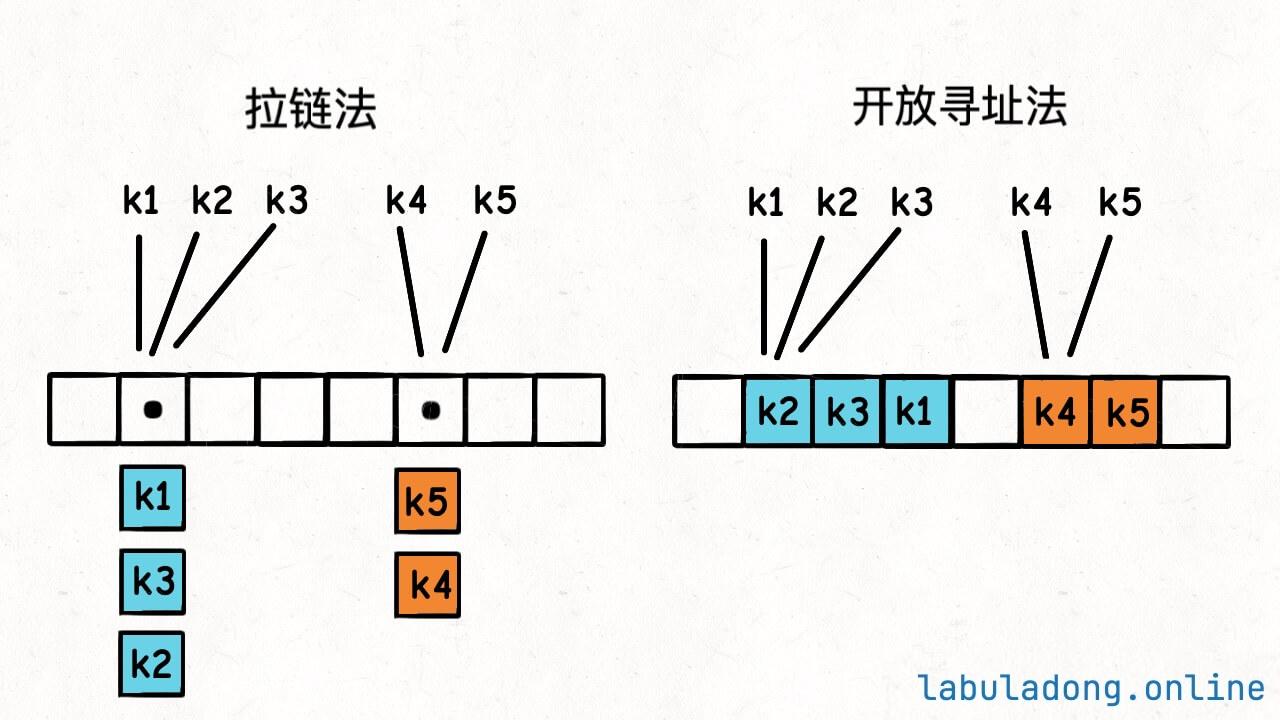 拉链法
k1 k2 k3 k4 k5
k1
k3
k2
k5
k4
开放寻址法
k1 k2 k3 k4 k5
k2 k3 k1 k4 k5
labuladong.online